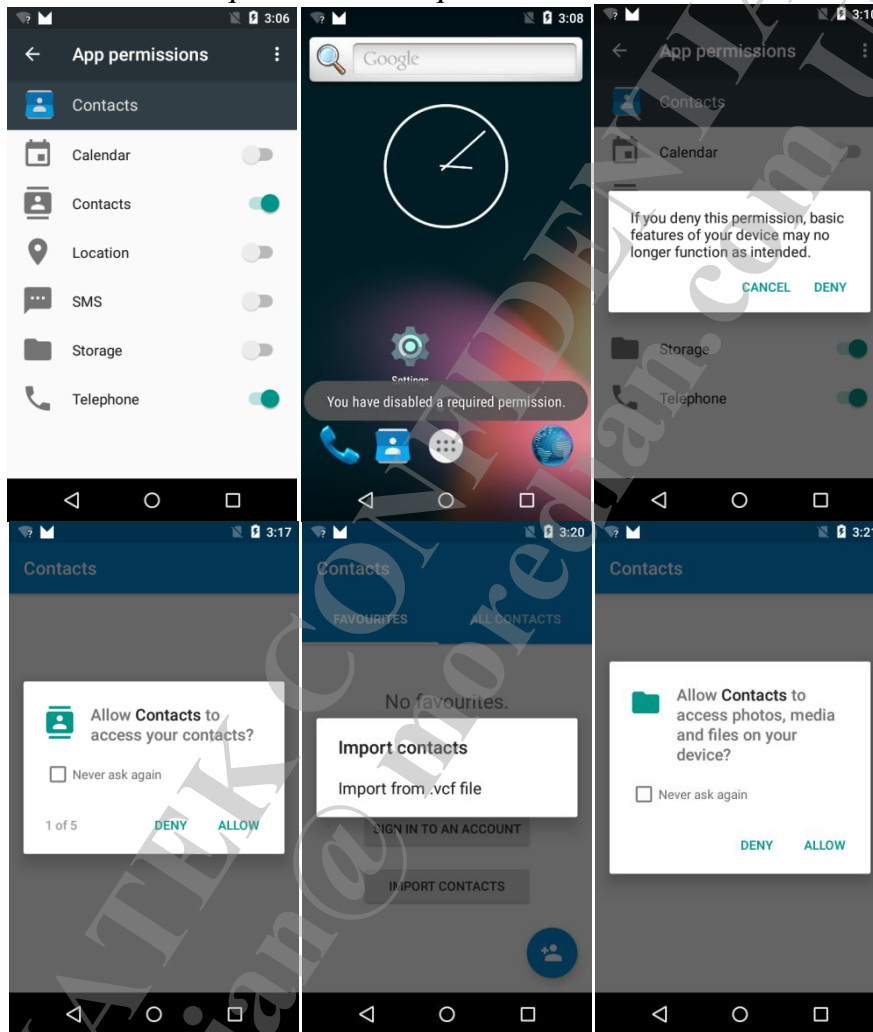 3:06
App permissions
Contacts
Calendar
Contacts
Location
SMS
Storage
Telephone
3:08
Google
Settings
You have disabled a required permission.
App permissions
Contacts
Calendar
If you deny this permission, basic
features of your device may no
longer function as intended.
CANCEL DENY
Storage
Telephone
3:17
Contacts
Allow Contacts to
access your contacts?
Never ask again
1 of 5 DENY ALLOW
3:20
Contacts
FAVOURITES ALL CONTACTS
No favourites.
Import contacts
Import from .vcf file
SIGN IN TO AN ACCOUNT
IMPORT CONTACTS
3:21
Contacts
Allow Contacts to
access photos, media
and files on your
device?
Never ask again
DENY ALLOW
CONFIDENTIAL